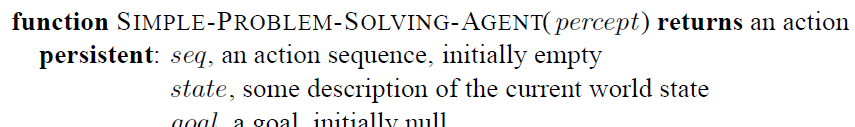 function SIMPLE-PROBLEM-SOLVING-AGENT(percept) returns an action
persistent: seq, an action sequence, initially empty
state, some description of the current world state
goal, a goal, initially null